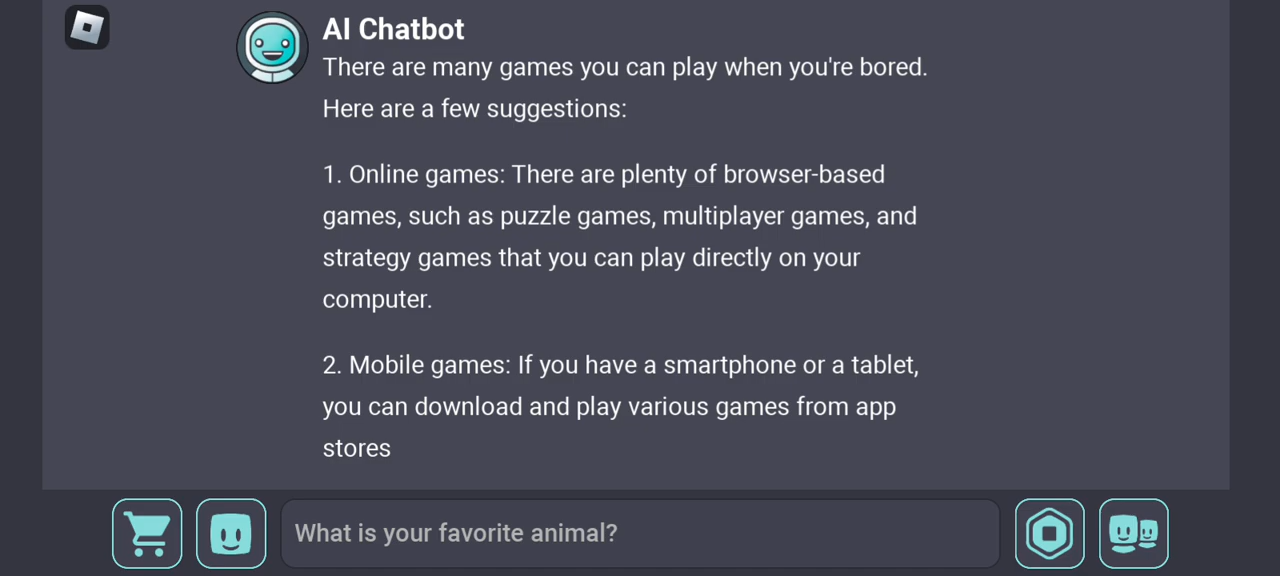 AI Chatbot
There are many games you can play when you're bored.
Here are a few suggestions:
1. Online games: There are plenty of browser-based
games, such as puzzle games, multiplayer games, and
strategy games that you can play directly on your
computer.
2. Mobile games: If you have a smartphone or a tablet,
you can download and play various games from app
stores
What is your favorite animal?